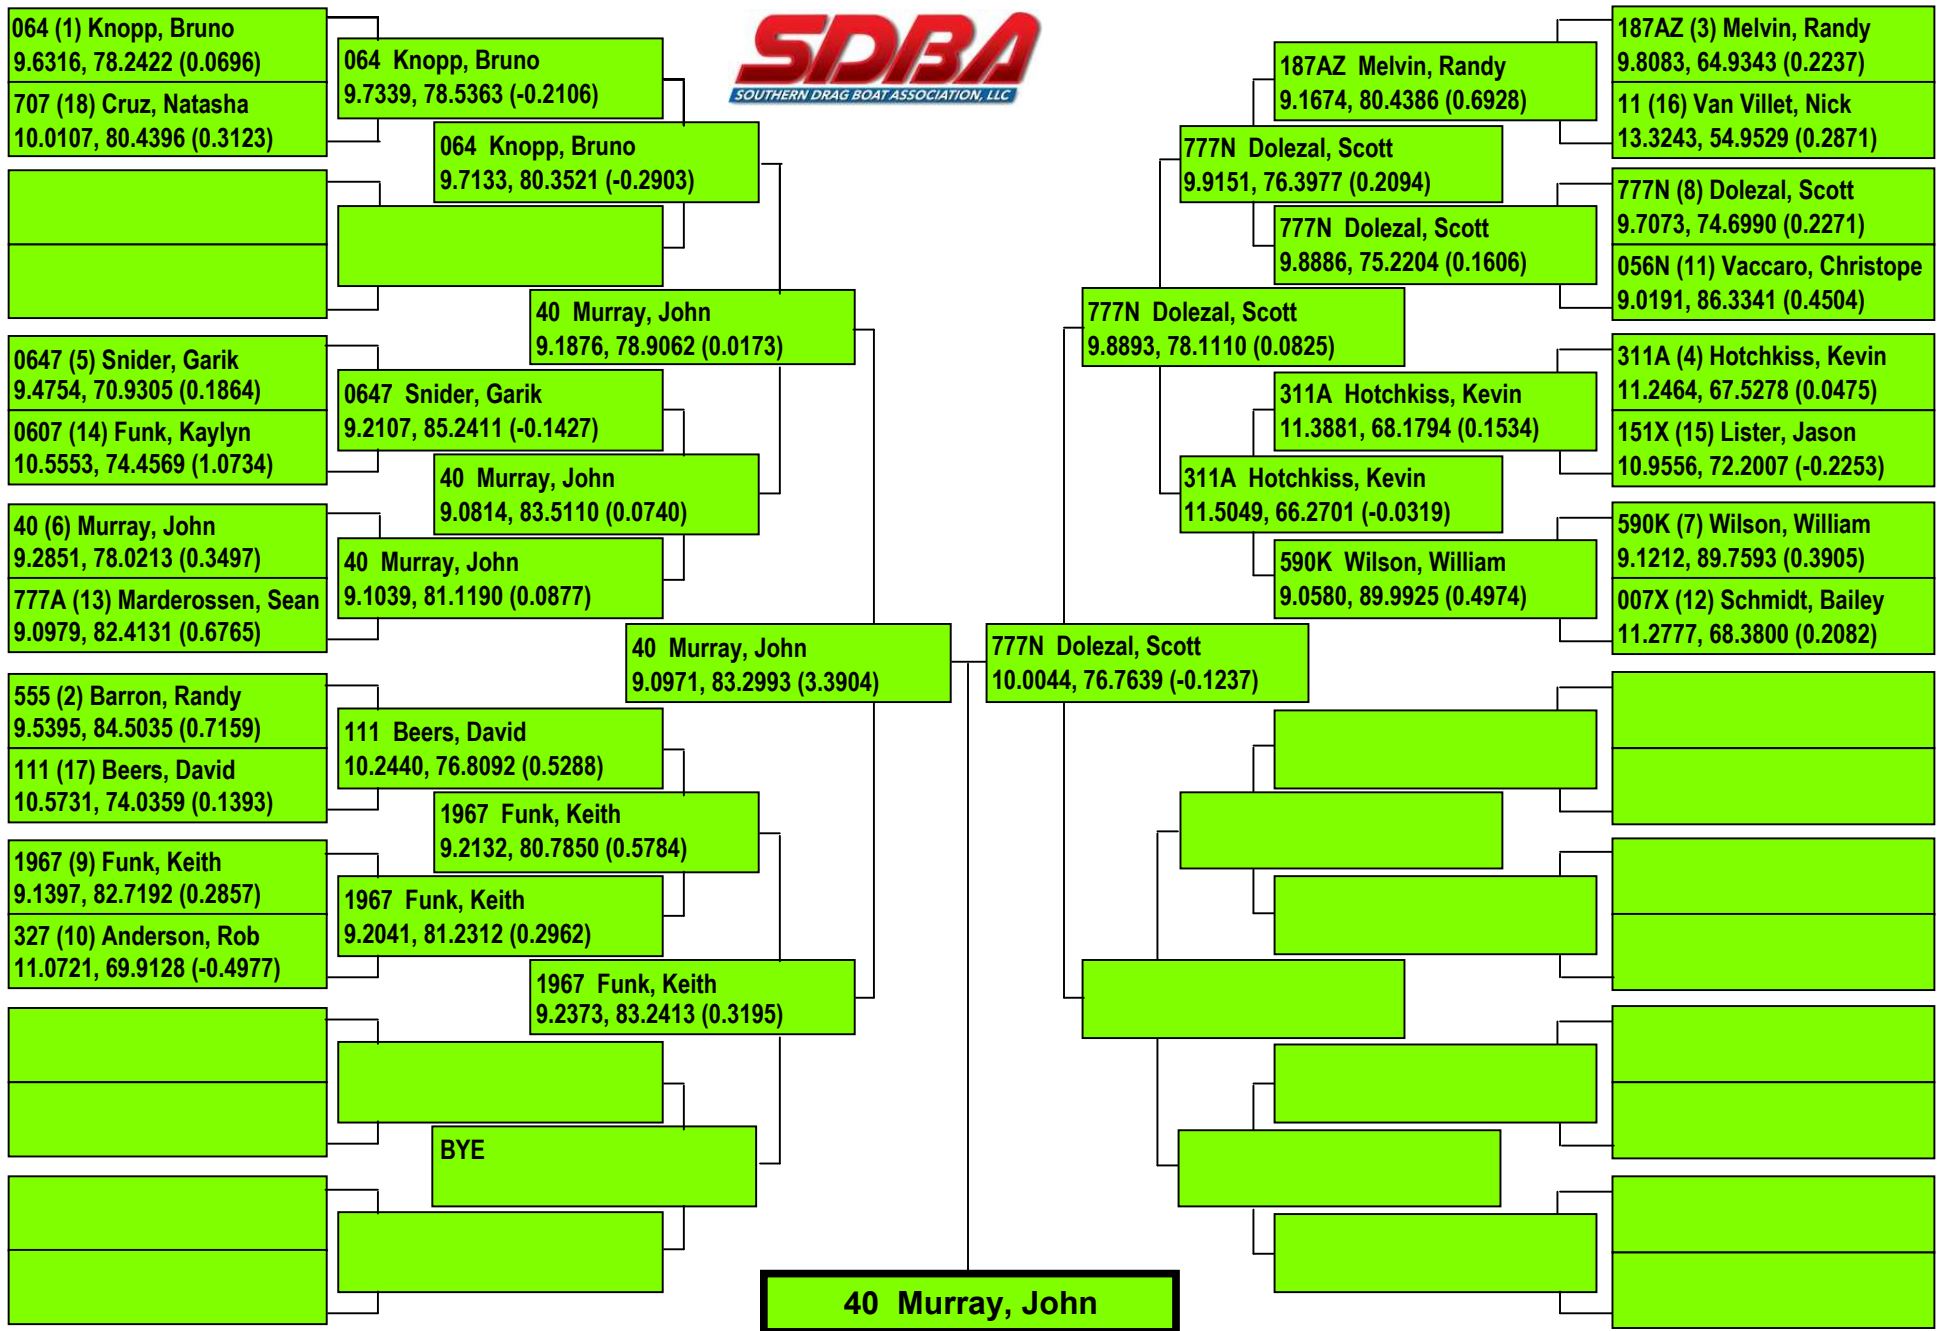 064 (1) Knopp, Bruno
9.6316, 78.2422 (0.0696)
707 (18) Cruz, Natasha
10.0107, 80.4396 (0.3123)
0647 (5) Snider, Garik
9.4754, 70.9305 (0.1864)
0607 (14) Funk, Kaylyn
10.5553, 74.4569 (1.0734)
40 (6) Murray, John
9.2851, 78.0213 (0.3497)
777A (13) Marderossen, Sean
9.0979, 82.4131 (0.6765)
555 (2) Barron, Randy
9.5395, 84.5035 (0.7159)
111 (17) Beers, David
10.5731, 74.0359 (0.1393)
1967 (9) Funk, Keith
9.1397, 82.7192 (0.2857)
327 (10) Anderson, Rob
11.0721, 69.9128 (-0.4977)
064 Knopp, Bruno
9.7339, 78.5363 (-0.2106)
0647 Snider, Garik
9.2107, 85.2411 (-0.1427)
40 Murray, John
9.1039, 81.1190 (0.0877)
111 Beers, David
10.2440, 76.8092 (0.5288)
1967 Funk, Keith
9.2041, 81.2312 (0.2962)
064 Knopp, Bruno
9.7133, 80.3521 (-0.2903)
40 Murray, John
9.0814, 83.5110 (0.0740)
1967 Funk, Keith
9.2132, 80.7850 (0.5784)
BYE
40 Murray, John
9.1876, 78.9062 (0.0173)
1967 Funk, Keith
9.2373, 83.2413 (0.3195)
40 Murray, John
9.0971, 83.2993 (3.3904)
SDBA
SOUTHERN DRAG BOAT ASSOCIATION, LLC
40 Murray, John
777N Dolezal, Scott
10.0044, 76.7639 (-0.1237)
777N Dolezal, Scott
9.8893, 78.1110 (0.0825)
777N Dolezal, Scott
9.9151, 76.3977 (0.2094)
311A Hotchkiss, Kevin
11.5049, 66.2701 (-0.0319)
187AZ Melvin, Randy
9.1674, 80.4386 (0.6928)
777N Dolezal, Scott
9.8886, 75.2204 (0.1606)
311A Hotchkiss, Kevin
11.3881, 68.1794 (0.1534)
590K Wilson, William
9.0580, 89.9925 (0.4974)
187AZ (3) Melvin, Randy
9.8083, 64.9343 (0.2237)
11 (16) Van Villet, Nick
13.3243, 54.9529 (0.2871)
777N (8) Dolezal, Scott
9.7073, 74.6990 (0.2271)
056N (11) Vaccaro, Christope
9.0191, 86.3341 (0.4504)
311A (4) Hotchkiss, Kevin
11.2464, 67.5278 (0.0475)
151X (15) Lister, Jason
10.9556, 72.2007 (-0.2253)
590K (7) Wilson, William
9.1212, 89.7593 (0.3905)
007X (12) Schmidt, Bailey
11.2777, 68.3800 (0.2082)